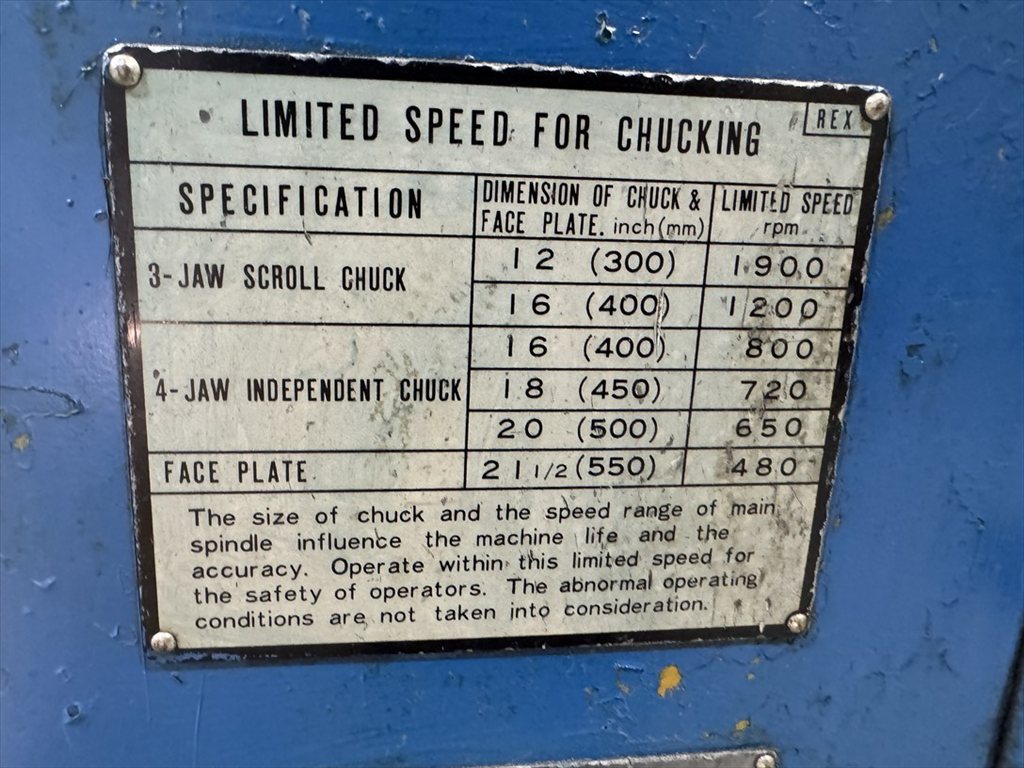 LIMITED SPEED FOR CHUCKING
REX
SPECIFICATION
DIMENSION OF CHUCK &
FACE PLATE. inch(mm)
LIMITED SPEED
rpm
3-JAW SCROLL CHUCK
12 (300) 1900
16 (400) 1200
4-JAW INDEPENDENT CHUCK
16 (400) 800
18 (450) 720
20 (500) 650
FACE PLATE 21 1/2 (550) 480
The size of chuck and the speed range of main
spindle influence the machine life and the
accuracy. Operate within this limited speed for
the safety of operators. The abnormal operating
conditions are not taken into consideration.